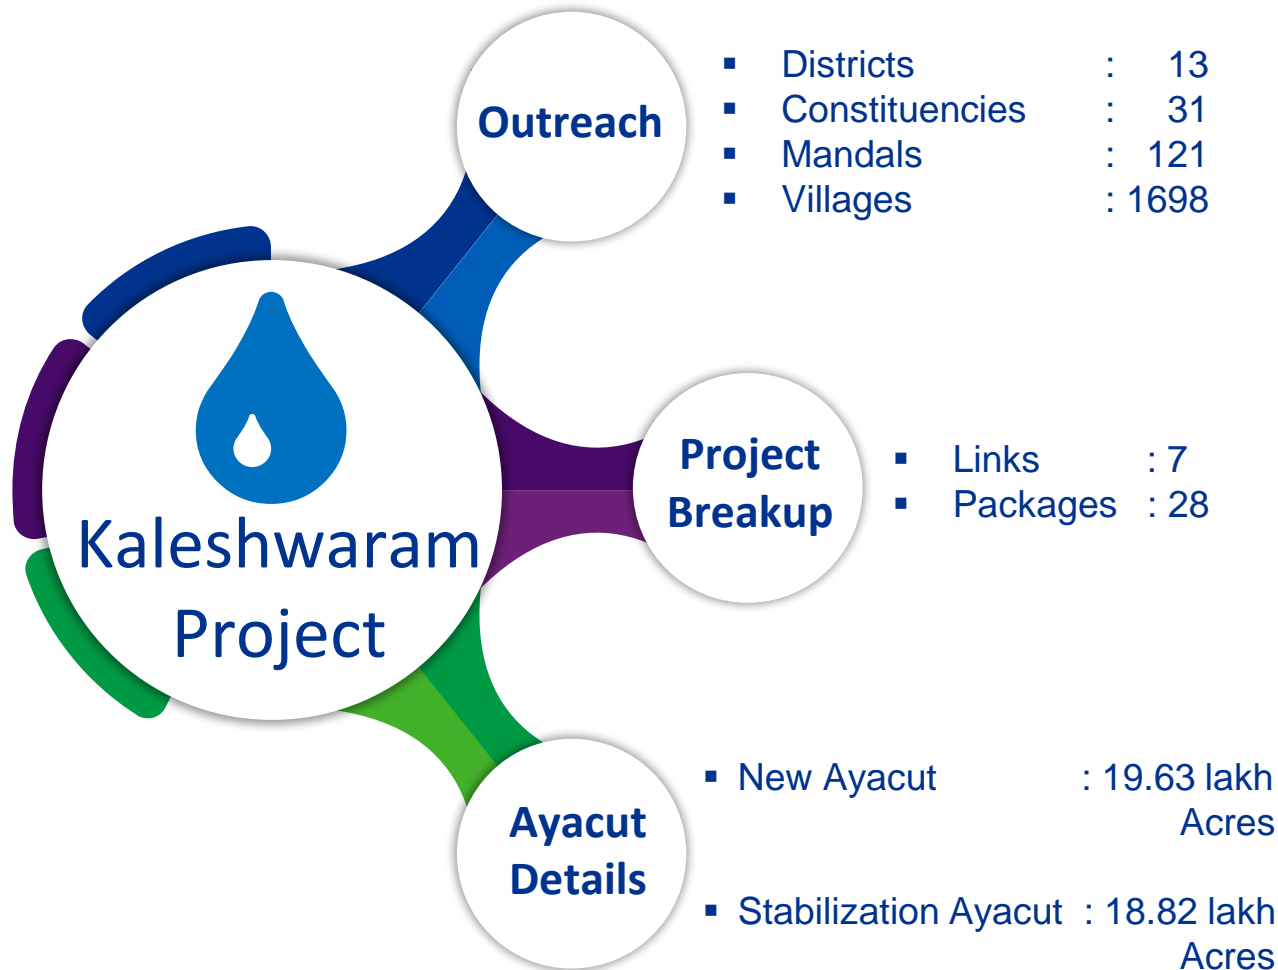 Kaleshwaram
Project
Outreach
▪ Districts : 13
▪ Constituencies : 31
▪ Mandals : 121
▪ Villages : 1698
Project
Breakup
▪ Links : 7
▪ Packages : 28
Ayacut
Details
▪ New Ayacut : 19.63 lakh
Acres
▪ Stabilization Ayacut : 18.82 lakh
Acres